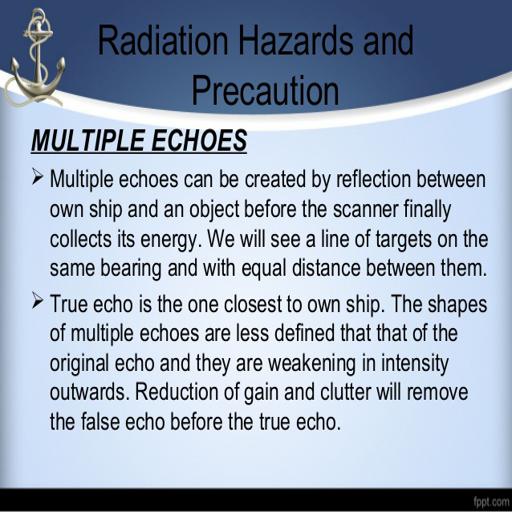 Radiation Hazards and
Precaution
MULTIPLE ECHOES
Multiple echoes can be created by reflection between
own ship and an object before the scanner finally
collects its energy. We will see a line of targets on the
same bearing and with equal distance between them.
True echo is the one closest to own ship. The shapes
of multiple echoes are less defined that that of the
original echo and they are weakening in intensity
outwards. Reduction of gain and clutter will remove
the false echo before the true echo.
fppt.com